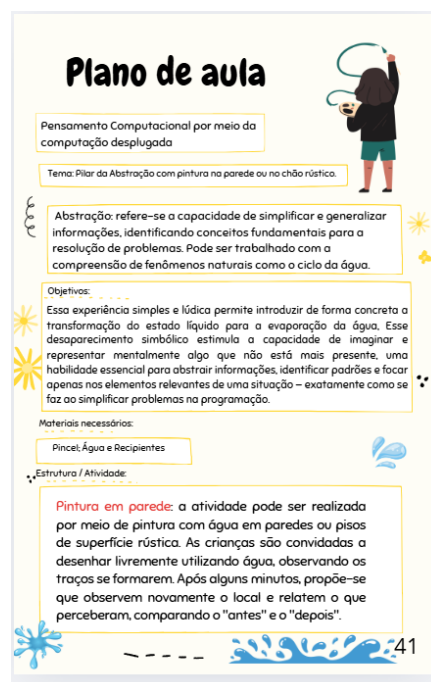 Plano de aula
Pensamento Computacional por meio da
computação desplugada
Tema: Pilar da Abstração com pintura na parede ou no chão rústico.
Abstração: refere-se a capacidade de simplificar e generalizar
informações, identificando conceitos fundamentais para a
resolução de problemas. Pode ser trabalhado com a
compreensão de fenômenos naturais como o ciclo da água.
Objetivos:
Essa experiência simples e lúdica permite introduzir de forma concreta a
transformação do estado líquido para a evaporação da água, Esse
desaparecimento simbólico estimula a capacidade de imaginar e
representar mentalmente algo que não está mais presente, uma
habilidade essencial para abstrair informações, identificar padrões e focar
apenas nos elementos relevantes de uma situação – exatamente como se
faz ao simplificar problemas na programação.
Materiais necessários:
Pincel; Água e Recipientes
Estrutura / Atividade:
Pintura em parede: a atividade pode ser realizada
por meio de pintura com água em paredes ou pisos
de superfície rústica. As crianças são convidadas a
desenhar livremente utilizando água, observando os
traços se formarem. Após alguns minutos, propõe-se
que observem novamente o local e relatem o que
perceberam, comparando o "antes" e o "depois".
41